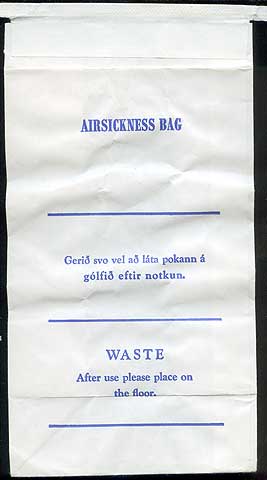 AIRSICKNESS BAG
Gerið svo vel að láta pokann á
gólfið eftir notkun.
WASTE
After use please place on
the floor.